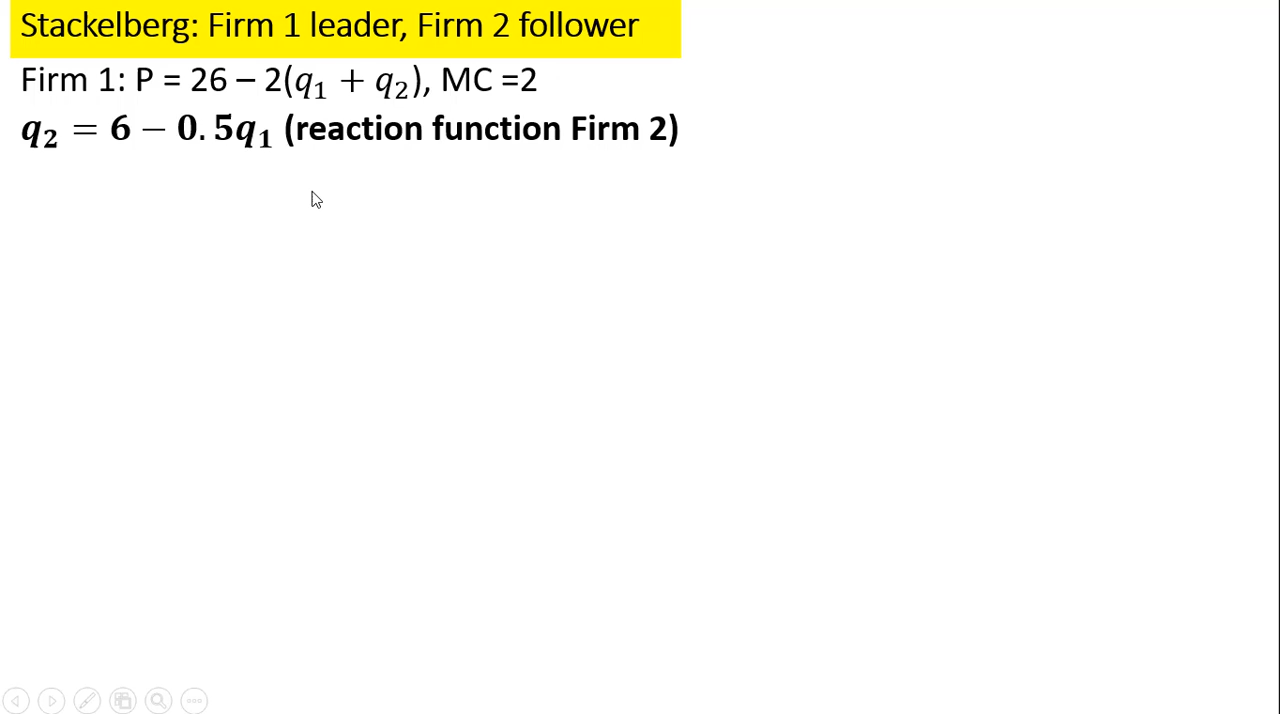 Stackelberg: Firm 1 leader, Firm 2 follower
Firm 1: P = 26 – 2(q₁ + q₂), MC =2
q₂ = 6 − 0.5q₁ (reaction function Firm 2)